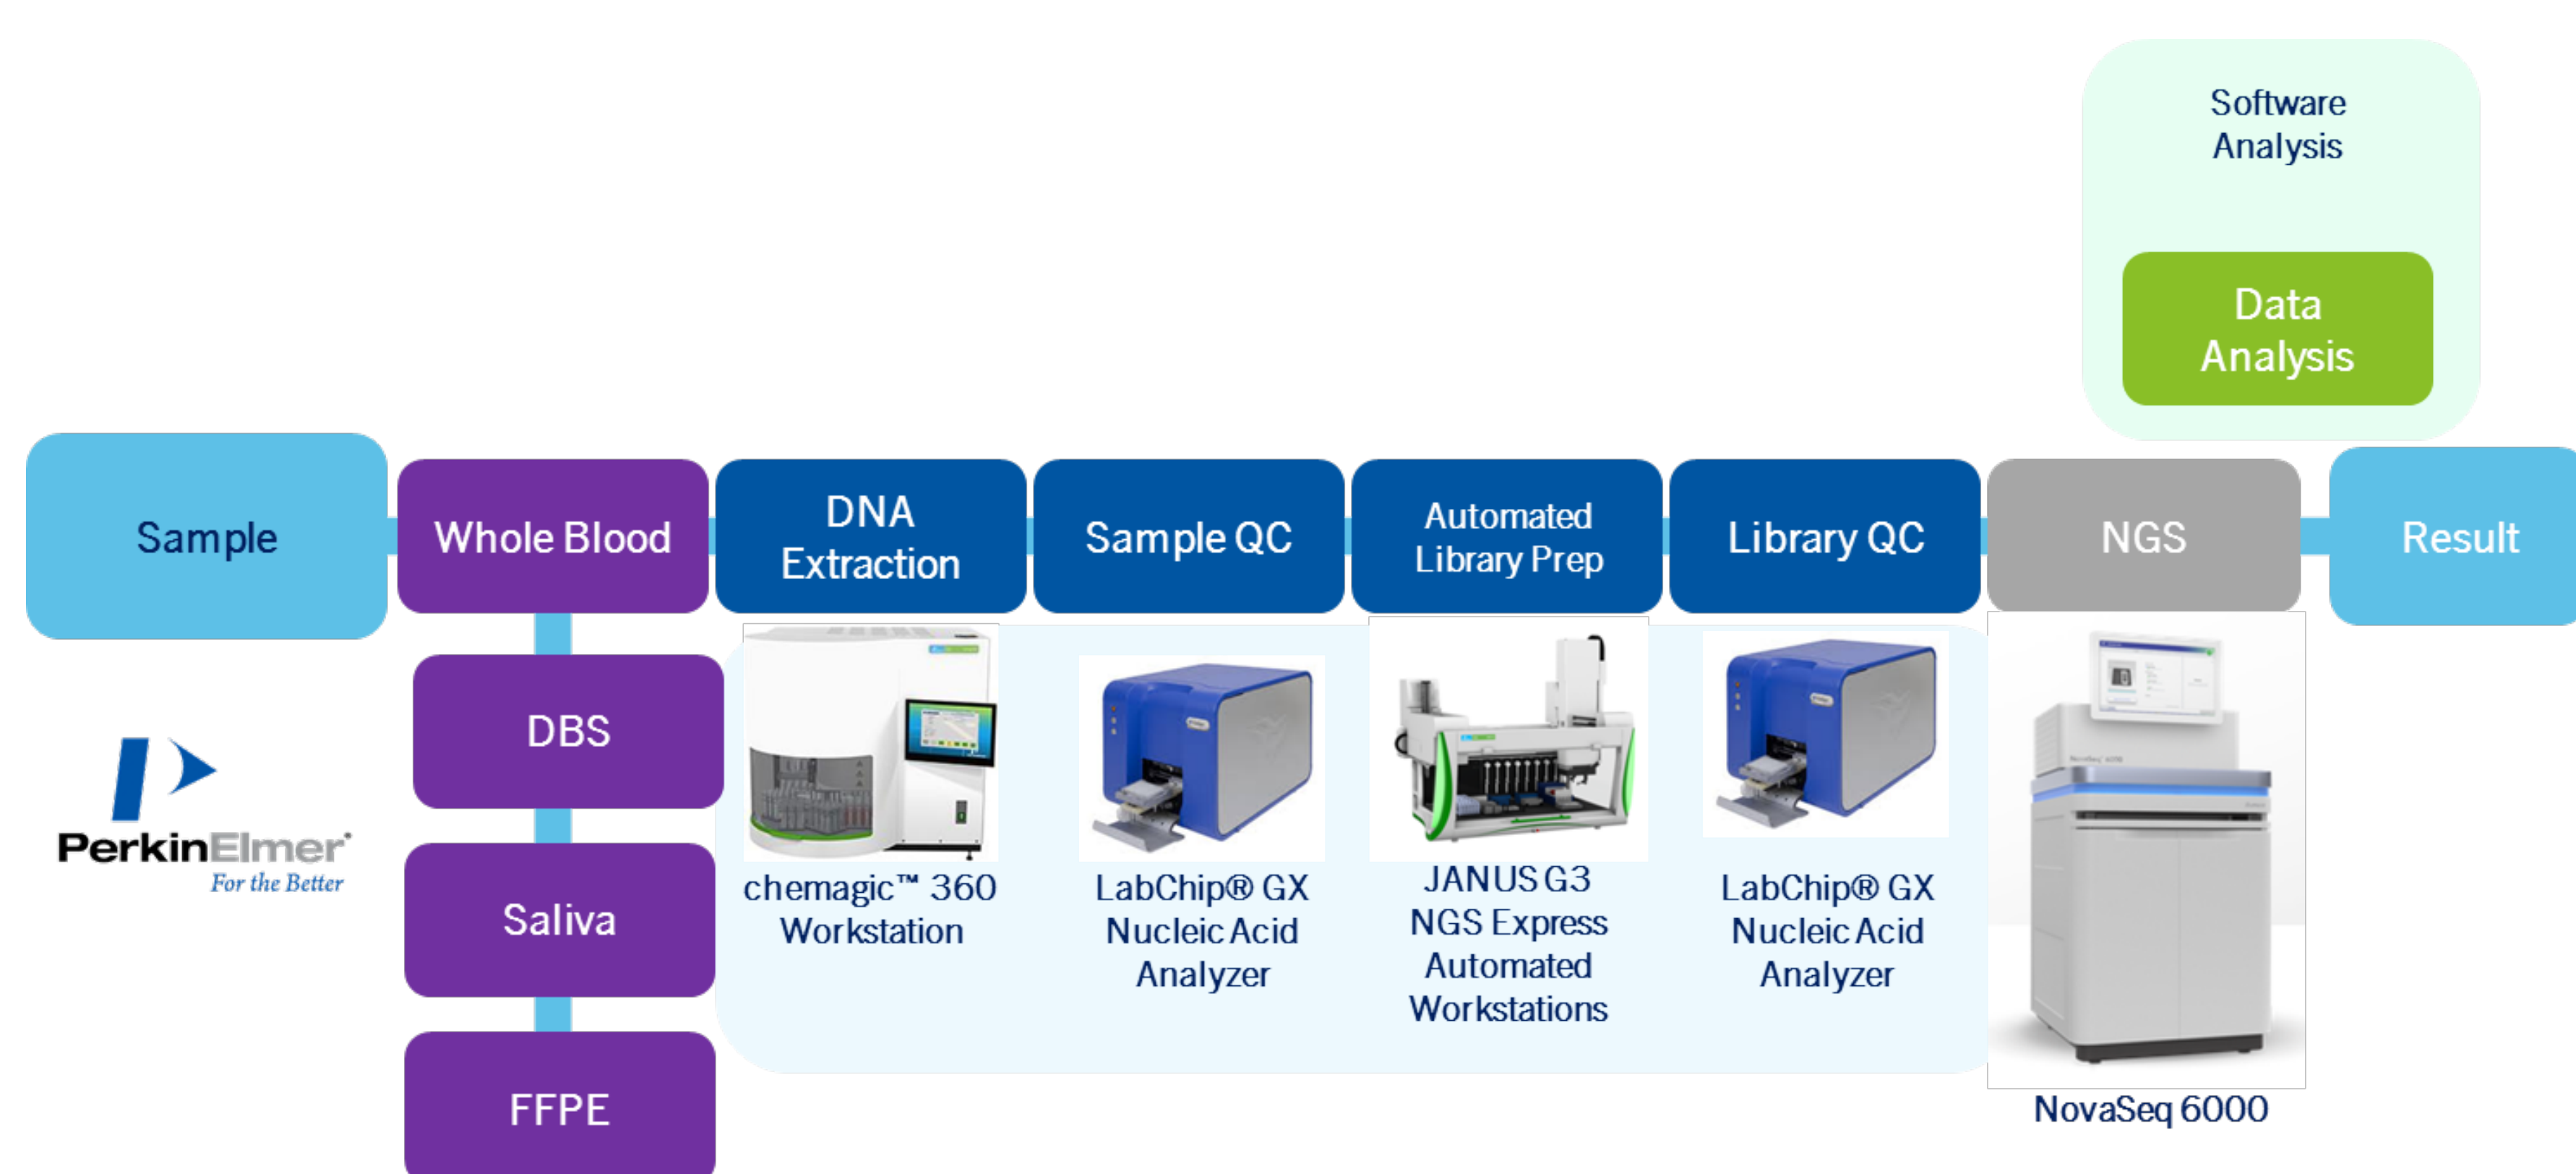 Software
Analysis
Data
Analysis
Sample
Whole Blood
DNA
Extraction
Sample QC
Automated
Library Prep
Library QC
NGS
Result
DBS
Saliva
FFPE
PerkinElmer®
For the Better
chemagic™ 360
Workstation
LabChip® GX
Nucleic Acid
Analyzer
JANUS G3
NGS Express
Automated
Workstations
LabChip® GX
Nucleic Acid
Analyzer
NovaSeq 6000